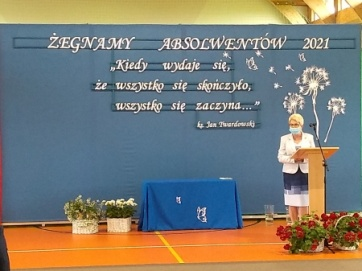 ŻEGNAMY ABSOLWENTÓW 2021
„Kiedy wydaje się,
że wszystko się skończyło,
wszystko się zaczyna...”
ks. Jan Twardowski